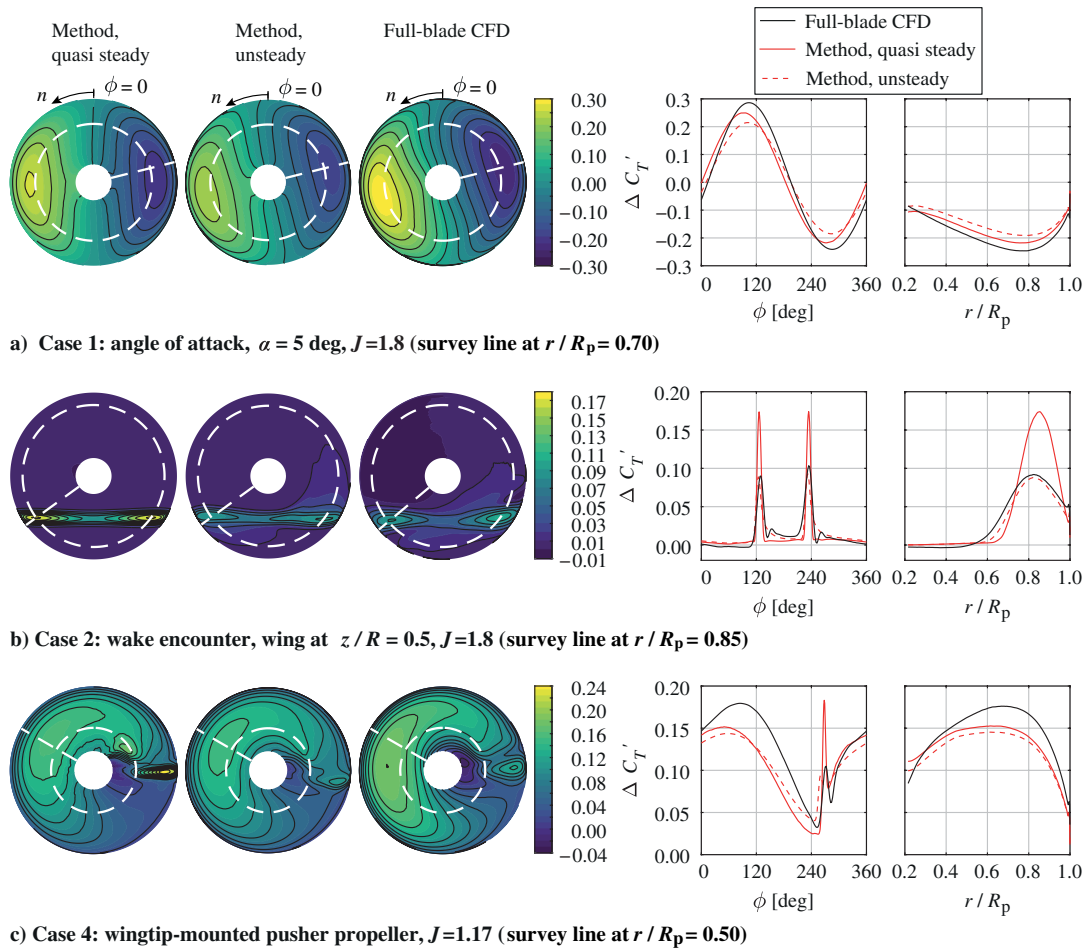 Method,
quasi steady
Method,
unsteady
Full-blade CFD
Full-blade CFD
Method, quasi steady
Method, unsteady
n
ϕ = 0
n
ϕ = 0
n
ϕ = 0
0.30
0.20
0.10
0.00
−0.10
−0.20
−0.30
Δ C_T′
0.3
0.2
0.1
0.0
−0.1
−0.2
−0.3
0 120 240 360
ϕ [deg]
0.2 0.4 0.6 0.8 1.0
r / R_p
a) Case 1: angle of attack, α = 5 deg, J=1.8 (survey line at r / R_p = 0.70)
0.17
0.15
0.13
0.11
0.09
0.07
0.05
0.03
0.01
−0.01
Δ C_T′
0.20
0.15
0.10
0.05
0.00
0 120 240 360
ϕ [deg]
0.2 0.4 0.6 0.8 1.0
r / R_p
b) Case 2: wake encounter, wing at z / R = 0.5, J=1.8 (survey line at r / R_p = 0.85)
0.24
0.20
0.16
0.12
0.08
0.04
0.00
−0.04
Δ C_T′
0.20
0.15
0.10
0.05
0.00
0 120 240 360
ϕ [deg]
0.2 0.4 0.6 0.8 1.0
r / R_p
c) Case 4: wingtip-mounted pusher propeller, J=1.17 (survey line at r / R_p = 0.50)